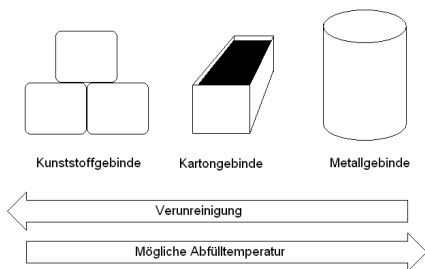 Kunststoffgebinde Kartongebinde Metallgebinde
Verunreinigung
Mögliche Abfülltemperatur